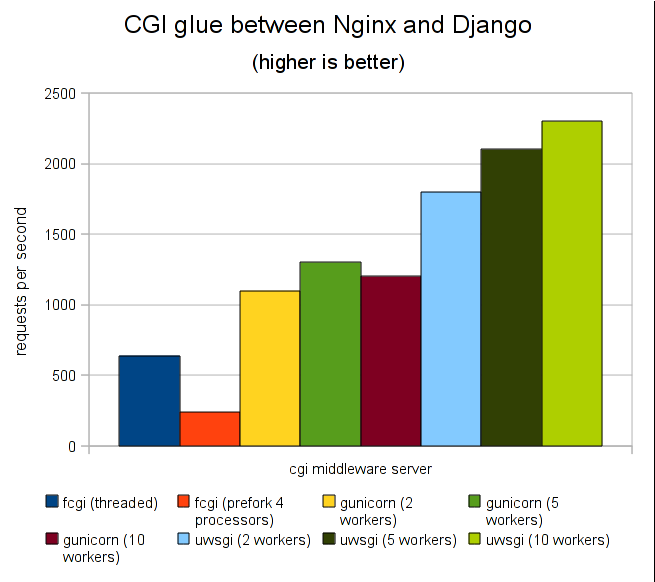 CGI glue between Nginx and Django
(higher is better)
2500
2000
1500
1000
500
0
requests per second
cgi middleware server
fcgi (threaded)
fcgi (prefork 4
processors)
gunicorn (2
workers)
gunicorn (5
workers)
gunicorn (10
workers)
uwsgi (2 workers)
uwsgi (5 workers)
uwsgi (10 workers)